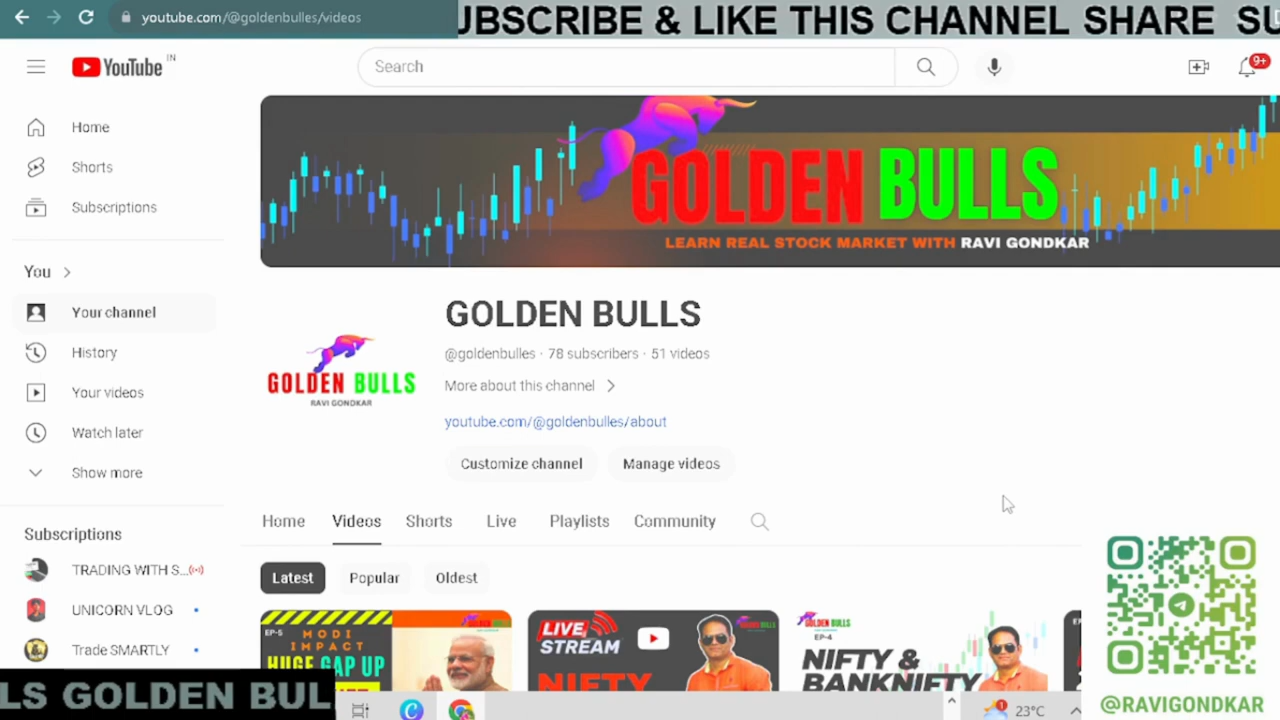 youtube.com/@goldenbulles/videos
UBSCRIBE & LIKE THIS CHANNEL SHARE SU
YouTube IN
Search
9+
Home
Shorts
Subscriptions
You
Your channel
History
Your videos
Watch later
Show more
Subscriptions
TRADING WITH S...
UNICORN VLOG
Trade SMARTLY
GOLDEN BULLS
LEARN REAL STOCK MARKET WITH RAVI GONDKAR
GOLDEN BULLS
RAVI GONDKAR
GOLDEN BULLS
@goldenbulles · 78 subscribers · 51 videos
More about this channel
youtube.com/@goldenbulles/about
Customize channel
Manage videos
Home
Videos
Shorts
Live
Playlists
Community
Latest
Popular
Oldest
EP-5
MODI
IMPACT
HUGE GAP UP
LIVE
STREAM
NIFTY
GOLDEN BULLS
EP-4
NIFTY &
BANKNIFTY
LS GOLDEN BUL
1
23°C
@RAVIGONDKAR